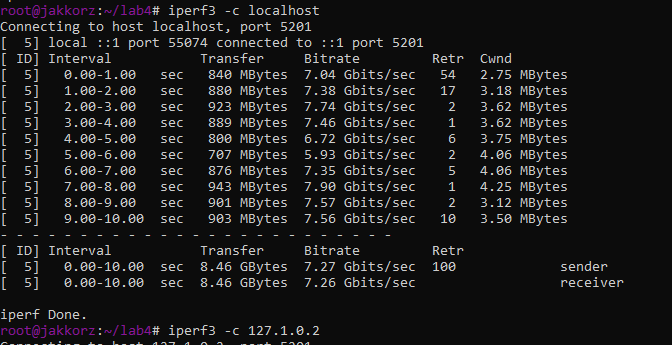 root@jakkorz:~/lab4# iperf3 -c localhost
Connecting to host localhost, port 5201
[  5] local ::1 port 55074 connected to ::1 port 5201
[ ID] Interval           Transfer     Bitrate         Retr  Cwnd
[  5]   0.00-1.00   sec   840 MBytes  7.04 Gbits/sec   54   2.75 MBytes
[  5]   1.00-2.00   sec   880 MBytes  7.38 Gbits/sec   17   3.18 MBytes
[  5]   2.00-3.00   sec   923 MBytes  7.74 Gbits/sec    2   3.62 MBytes
[  5]   3.00-4.00   sec   889 MBytes  7.46 Gbits/sec    1   3.62 MBytes
[  5]   4.00-5.00   sec   800 MBytes  6.72 Gbits/sec    6   3.75 MBytes
[  5]   5.00-6.00   sec   707 MBytes  5.93 Gbits/sec    2   4.06 MBytes
[  5]   6.00-7.00   sec   876 MBytes  7.35 Gbits/sec    5   4.06 MBytes
[  5]   7.00-8.00   sec   943 MBytes  7.90 Gbits/sec    1   4.25 MBytes
[  5]   8.00-9.00   sec   901 MBytes  7.57 Gbits/sec    2   3.12 MBytes
[  5]   9.00-10.00  sec   903 MBytes  7.56 Gbits/sec   10   3.50 MBytes
- - - - - - - - - - - - - - - - - - - - - - - - -
[ ID] Interval           Transfer     Bitrate         Retr
[  5]   0.00-10.00  sec  8.46 GBytes  7.27 Gbits/sec  100             sender
[  5]   0.00-10.00  sec  8.46 GBytes  7.26 Gbits/sec                  receiver
iperf Done.
root@jakkorz:~/lab4# iperf3 -c 127.1.0.2
Connecting to host 127.1.0.2, port 5201